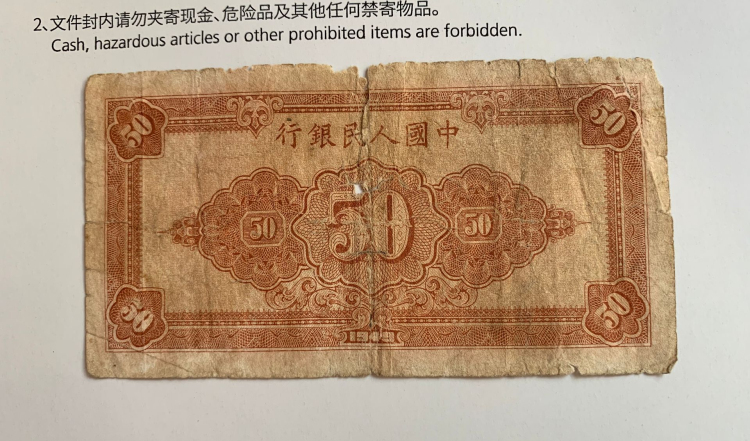 2、文件封内请勿夹寄现金、危险品及其他任何禁寄物品。
Cash, hazardous articles or other prohibited items are forbidden.
50 50
行銀民人國中
50 50 50
50 50
1949